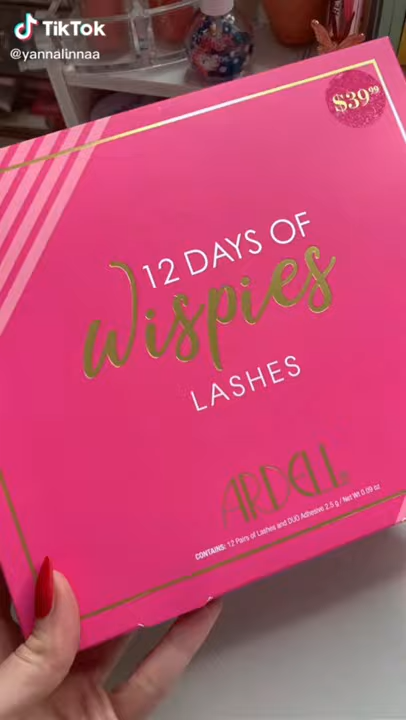 TikTok
@yannalinnaa
$39.99
12 DAYS OF
Wispies
LASHES
ARDELL
CONTAINS: 12 Pairs of Lashes and DUO Adhesive 2.5 g / Net Wt 0.09 oz.